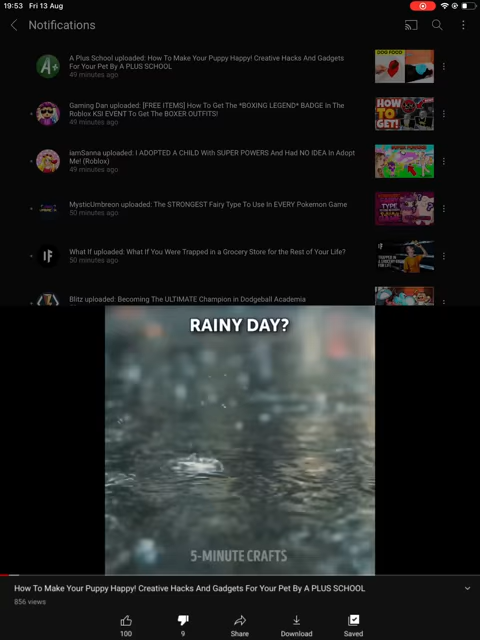 19:53 Fri 13 Aug
Notifications
A Plus School uploaded: How To Make Your Puppy Happy! Creative Hacks And Gadgets
For Your Pet By A PLUS SCHOOL
49 minutes ago
A+
DOG FOOD
Gaming Dan uploaded: [FREE ITEMS] How To Get The *BOXING LEGEND* BADGE In The
Roblox KSI EVENT To Get The BOXER OUTFITS!
49 minutes ago
HOW
TO
GET!
iamSanna uploaded: I ADOPTED A CHILD With SUPER POWERS And Had NO IDEA In Adopt
Me! (Roblox)
49 minutes ago
MysticUmbreon uploaded: The STRONGEST Fairy Type To Use In EVERY Pokemon Game
50 minutes ago
What If uploaded: What If You Were Trapped in a Grocery Store for the Rest of Your Life?
50 minutes ago
IF
TRAPPED IN
Blitz uploaded: Becoming The ULTIMATE Champion in Dodgeball Academia
RAINY DAY?
5-MINUTE CRAFTS
How To Make Your Puppy Happy! Creative Hacks And Gadgets For Your Pet By A PLUS SCHOOL
856 views
100
9
Share
Download
Saved